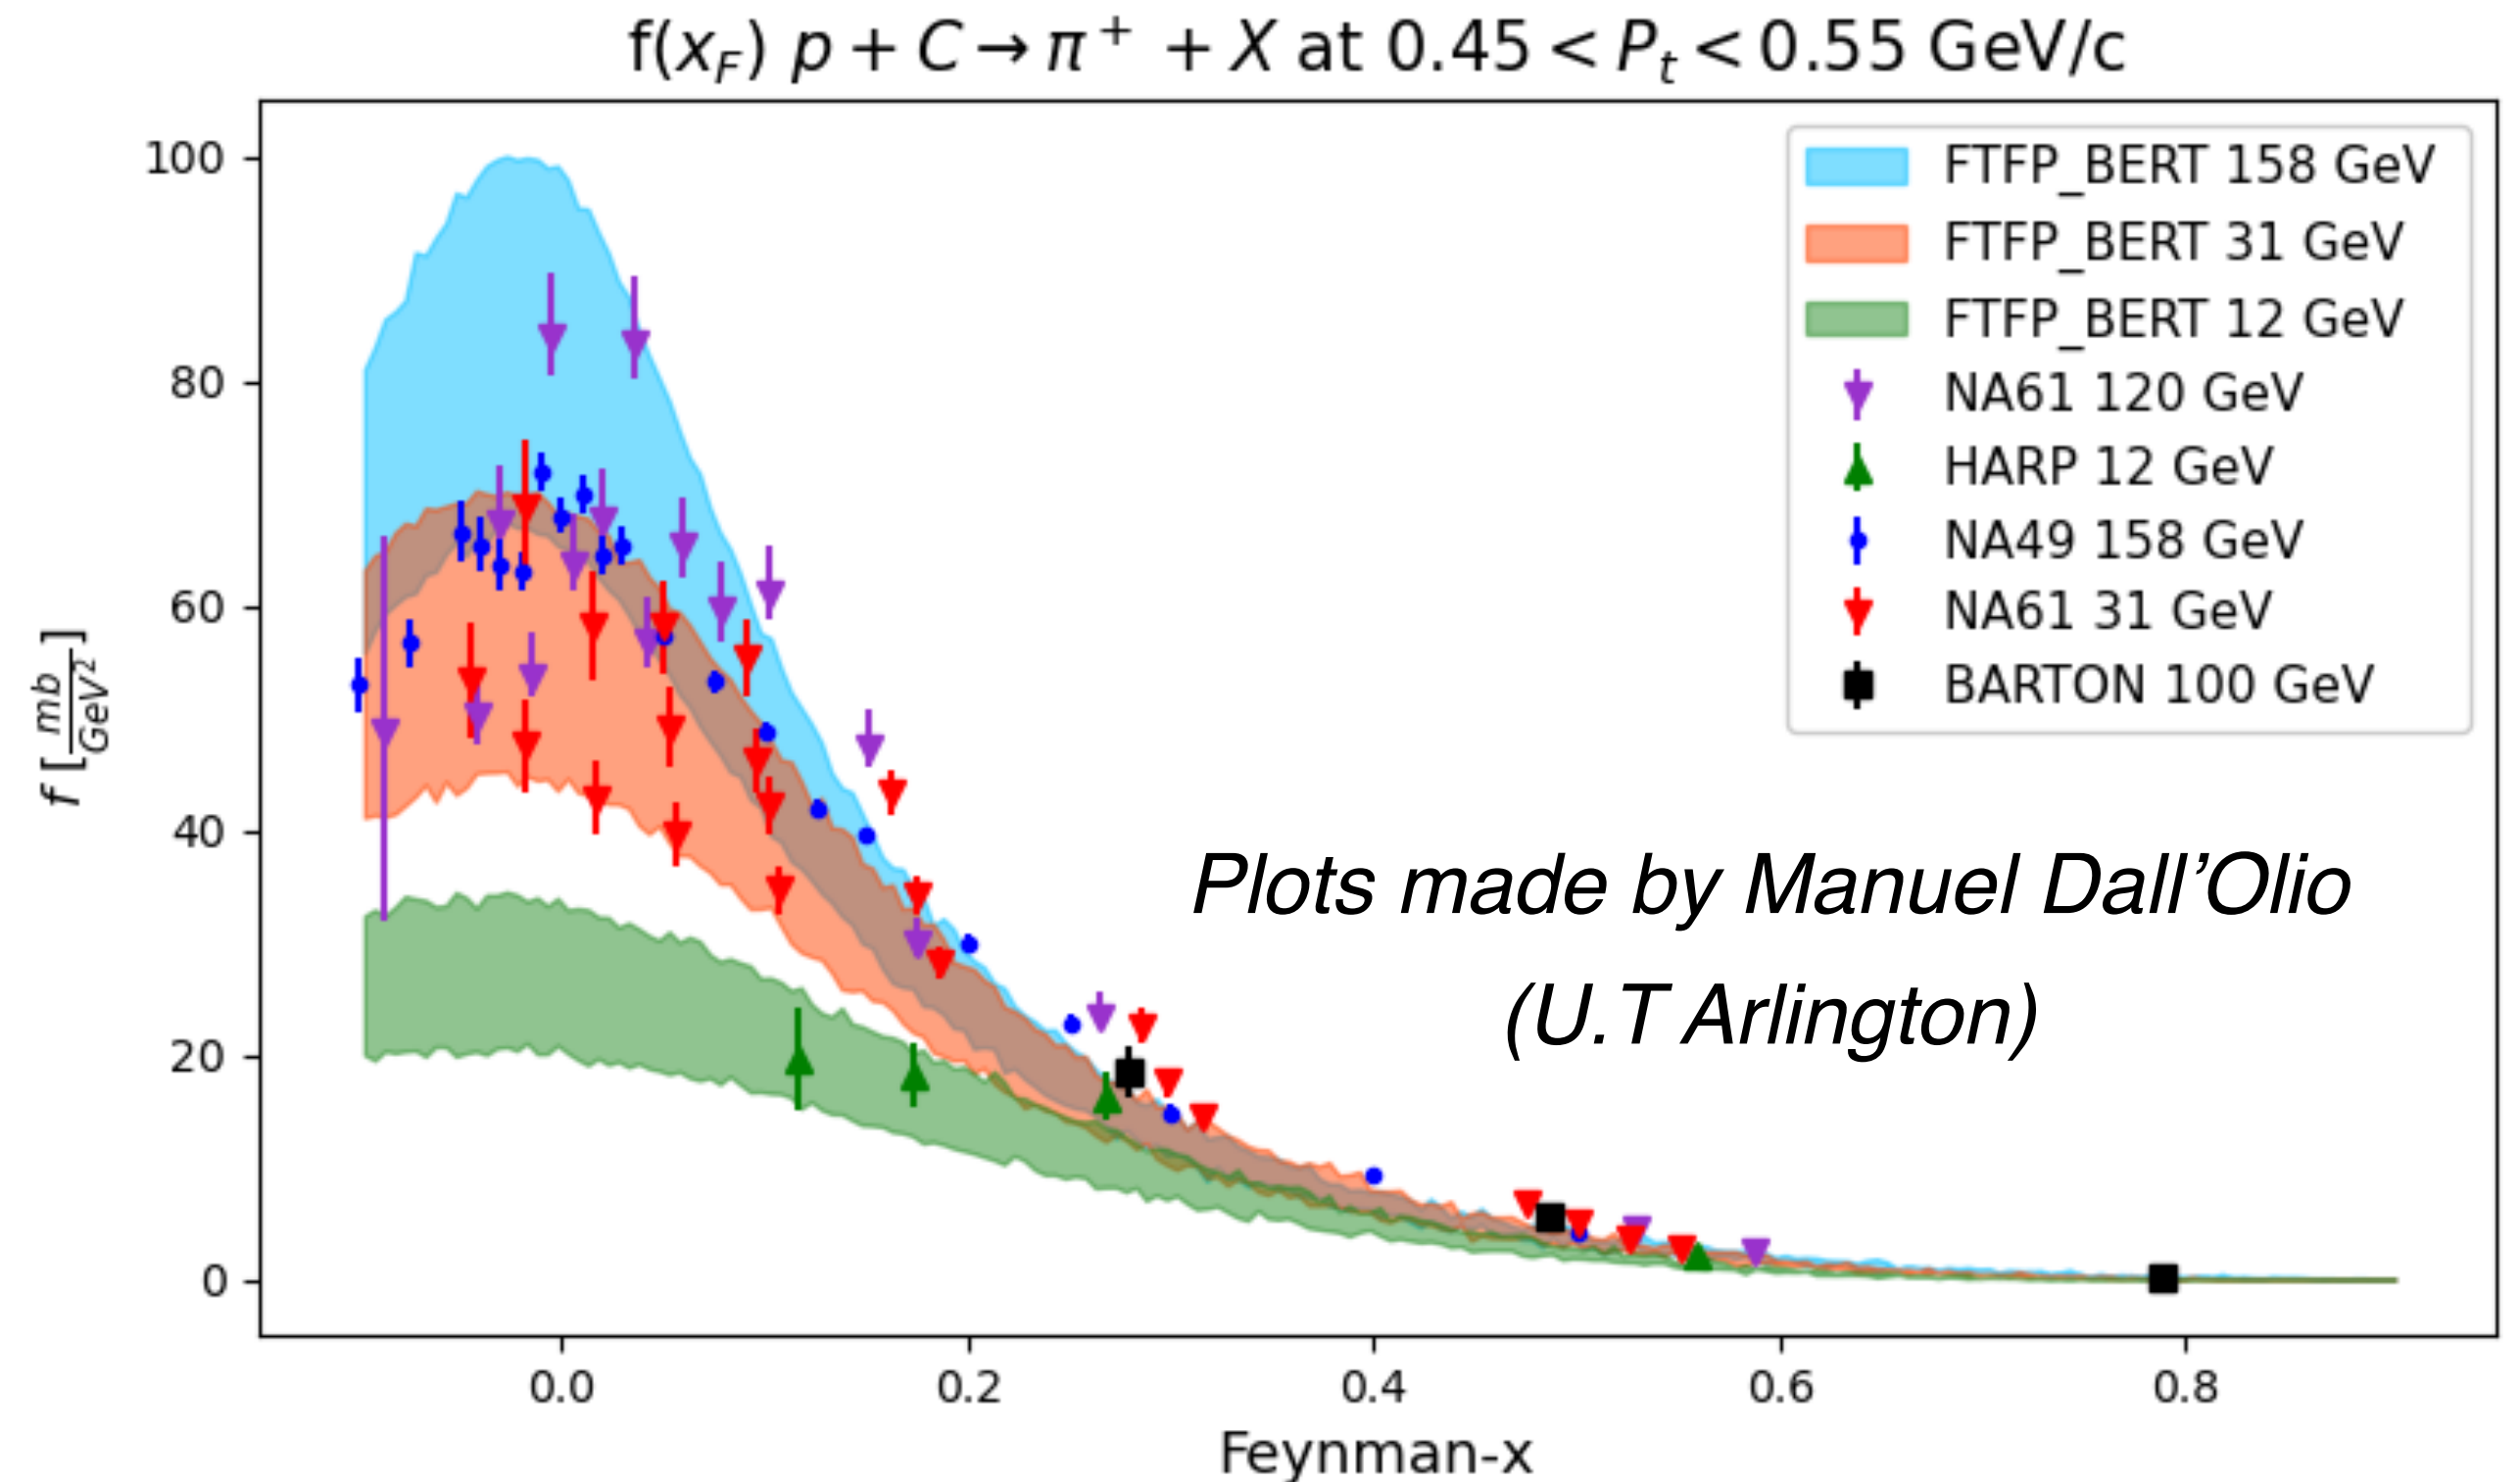 f(x_F) p + C → π⁺ + X at 0.45 < P_t < 0.55 GeV/c
100
80
60
40
20
0
f [mb/GeV²]
FTFP_BERT 158 GeV
FTFP_BERT 31 GeV
FTFP_BERT 12 GeV
NA61 120 GeV
HARP 12 GeV
NA49 158 GeV
NA61 31 GeV
BARTON 100 GeV
Plots made by Manuel Dall’Olio
(U.T Arlington)
0.0 0.2 0.4 0.6 0.8
Feynman-x